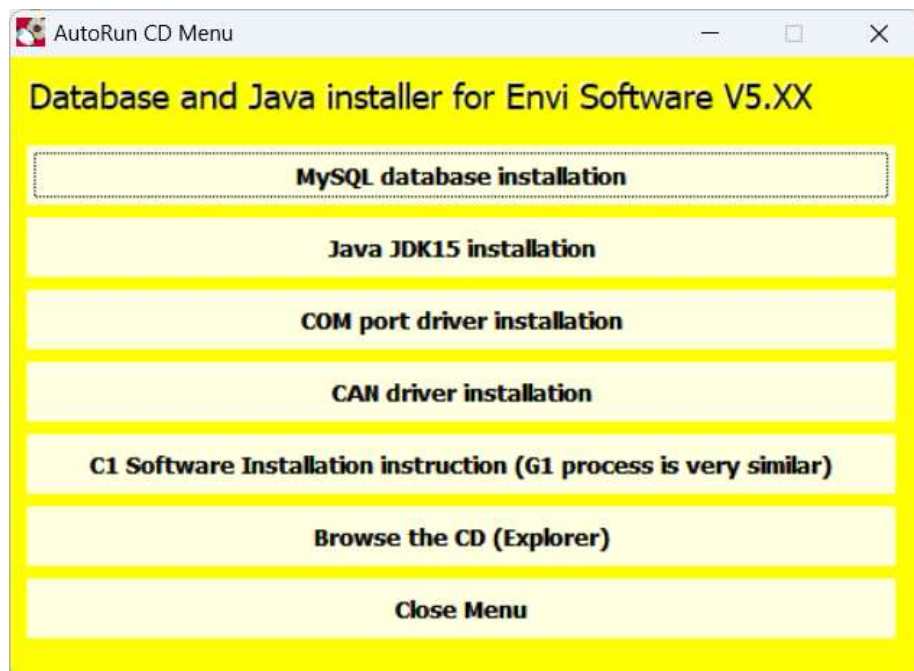 AutoRun CD Menu
Database and Java installer for Envi Software V5.XX
MySQL database installation
Java JDK15 installation
COM port driver installation
CAN driver installation
C1 Software Installation instruction (G1 process is very similar)
Browse the CD (Explorer)
Close Menu